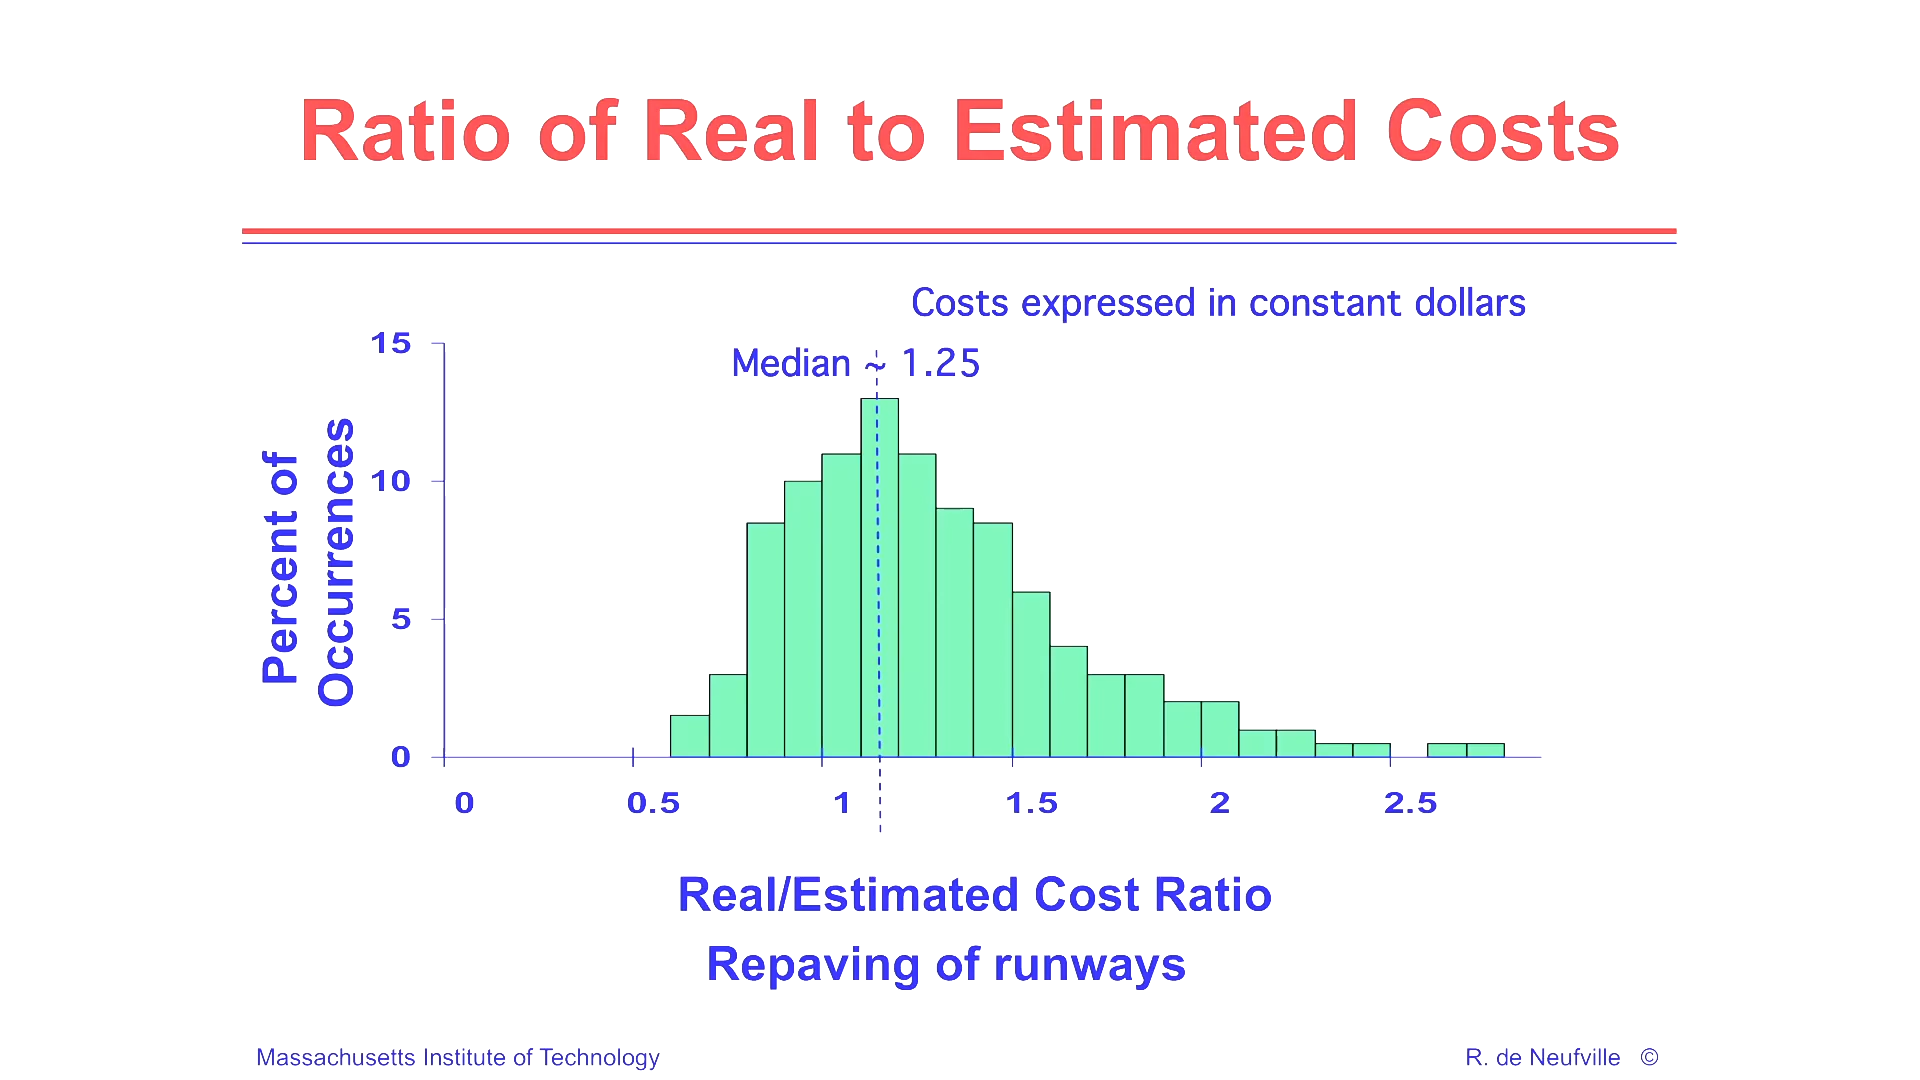 Ratio of Real to Estimated Costs
Costs expressed in constant dollars
Median ~ 1.25
Percent of
Occurrences
15
10
5
0
0 0.5 1 1.5 2 2.5
Real/Estimated Cost Ratio
Repaving of runways
Massachusetts Institute of Technology
R. de Neufville ©